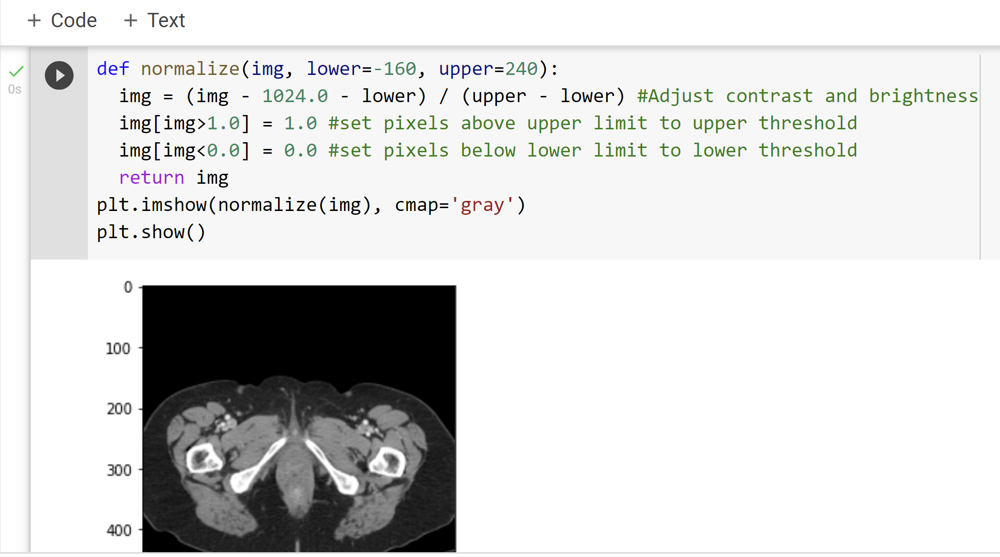 + Code + Text
0s
def normalize(img, lower=-160, upper=240):
  img = (img - 1024.0 - lower) / (upper - lower) #Adjust contrast and brightness
  img[img>1.0] = 1.0 #set pixels above upper limit to upper threshold
  img[img<0.0] = 0.0 #set pixels below lower limit to lower threshold
  return img
plt.imshow(normalize(img), cmap='gray')
plt.show()
0
100
200
300
400